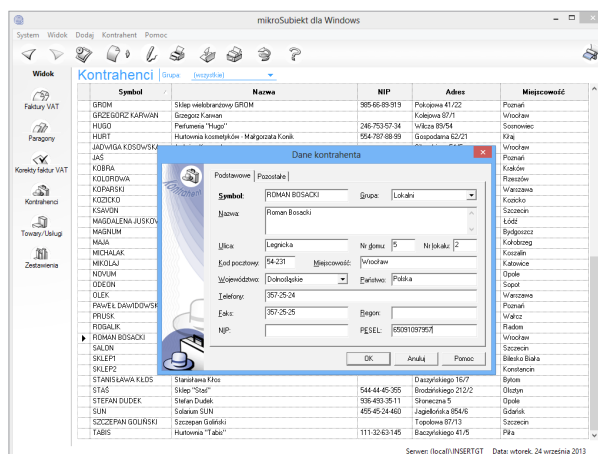 mikroSubiekt dla Windows
System Widok Dodaj Kontrahent Pomoc
Widok
Faktury VAT
Paragony
Korekty faktur VAT
Kontrahenci
Towary/Usługi
Zestawienia
Kontrahenci Grupa: (wszystkie)
Symbol Nazwa NIP Adres Miejscowość
GROM Sklep wielobranżowy GROM 985-66-89-919 Pokojowa 41/22 Poznań
GRZEGORZ KARWAN Grzegorz Karwan Kolejowa 87/1 Wrocław
HUGO Perfumeria "Hugo" 246-753-57-34 Wilcza 89/54 Sosnowiec
HURT Hurtownia kosmetyków - Małgorzata Konik 554-787-88-99 Gospodarna 62/21 Kraj
JADWIGA KOSOWSKA Wrocław
JAŚ Poznań
KOBRA Kraków
KOLOROWA Rzeszów
KOPARSKI Warszawa
KOZICKO Kozicko
KSAVON Szczecin
MAGDALENA JUSKOW Łódź
MAGNUM Bydgoszcz
MAJA Kołobrzeg
MICHALAK Koszalin
MIKOLEON Katowice
NOVUM Opole
ODEON Sopot
OLEK Warszawa
PAWEŁ DAWIDOWSK Poznań
PRUSK Wałcz
ROGALIK Radom
ROMAN BOSACKI Wrocław
SALON Szczecin
SKLEP1 Bilesko Biała
SKLEP2 Konstancin
STANISŁAWA KŁOS Stanisława Kłos Daszyńskiego 16/7 Bytom
STAŚ Sklep "Staś" 544-44-45-355 Brodzińskiego 212/2 Olsztyn
STEFAN DUDEK Stefan Dudek 936-493-35-11 Słoneczna 5 Opole
SUN Solarium SUN 455-45-24-460 Jagiellońska 854/6 Gdańsk
SZCZEPAN GOLIŃSKI Szczepan Goliński Topolowa 87/13 Szczecin
TABIS Hurtownia "Tabis" 111-32-63-145 Baczyńskiego 41/5 Piła
Dane kontrahenta
Kontrahent
Podstawowe Pozostałe
Symbol: ROMAN BOSACKI Grupa: Lokalni
Nazwa: Roman Bosacki
Ulica: Legnicka Nr domu: 5 Nr lokalu: 2
Kod pocztowy: 54-231 Miejscowość: Wrocław
Województwo: Dolnośląskie Państwo: Polska
Telefony: 357-25-24
Faks: 357-25-25 Regon:
NIP: PESEL: 65091097957
OK Anuluj Pomoc
Serwer: (local)\INSERTGT Data: wtorek, 24 września 2013